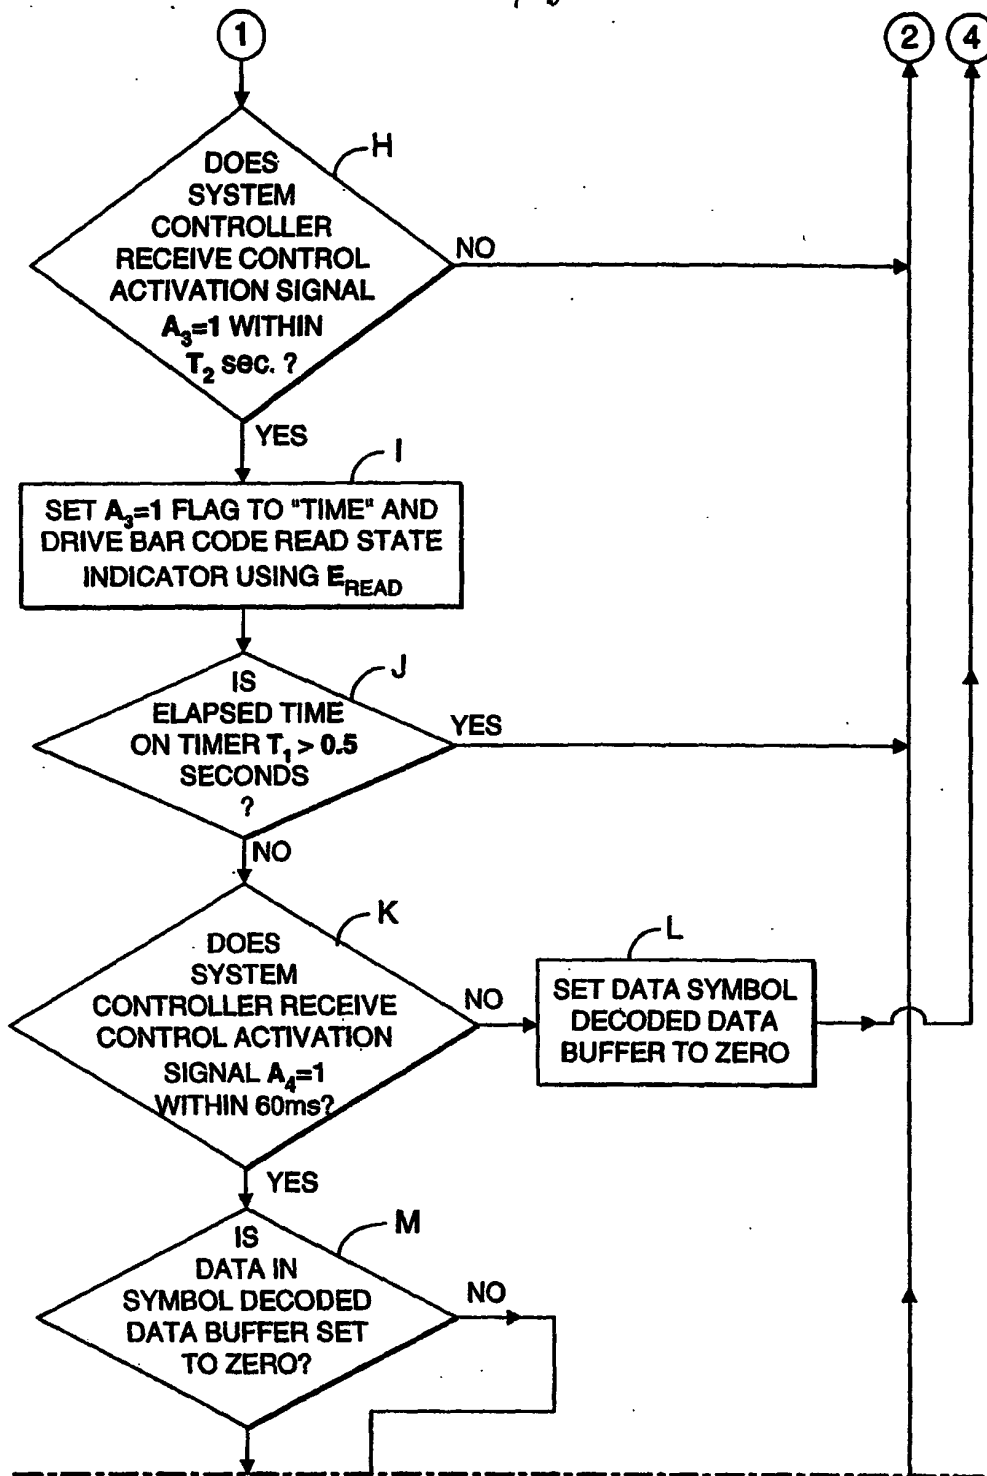 1
2
4
H
DOES
SYSTEM
CONTROLLER
RECEIVE CONTROL
ACTIVATION SIGNAL
A3=1 WITHIN
T2 sec. ?
NO
YES
I
SET A3=1 FLAG TO "TIME" AND
DRIVE BAR CODE READ STATE
INDICATOR USING EREAD
J
IS
ELAPSED TIME
ON TIMER T1 > 0.5
SECONDS
?
YES
NO
K
DOES
SYSTEM
CONTROLLER RECEIVE
CONTROL ACTIVATION
SIGNAL A4=1
WITHIN 60ms?
NO
L
SET DATA SYMBOL
DECODED DATA
BUFFER TO ZERO
YES
M
IS
DATA IN
SYMBOL DECODED
DATA BUFFER SET
TO ZERO?
NO